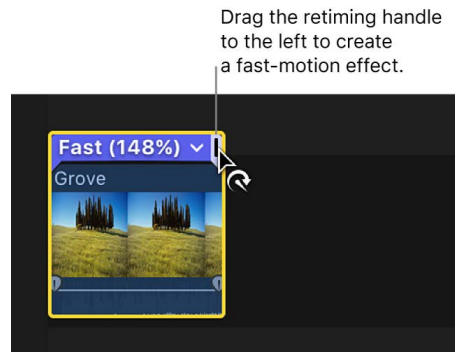 Drag the retiming handle
to the left to create
a fast-motion effect.
Fast (148%)
Grove